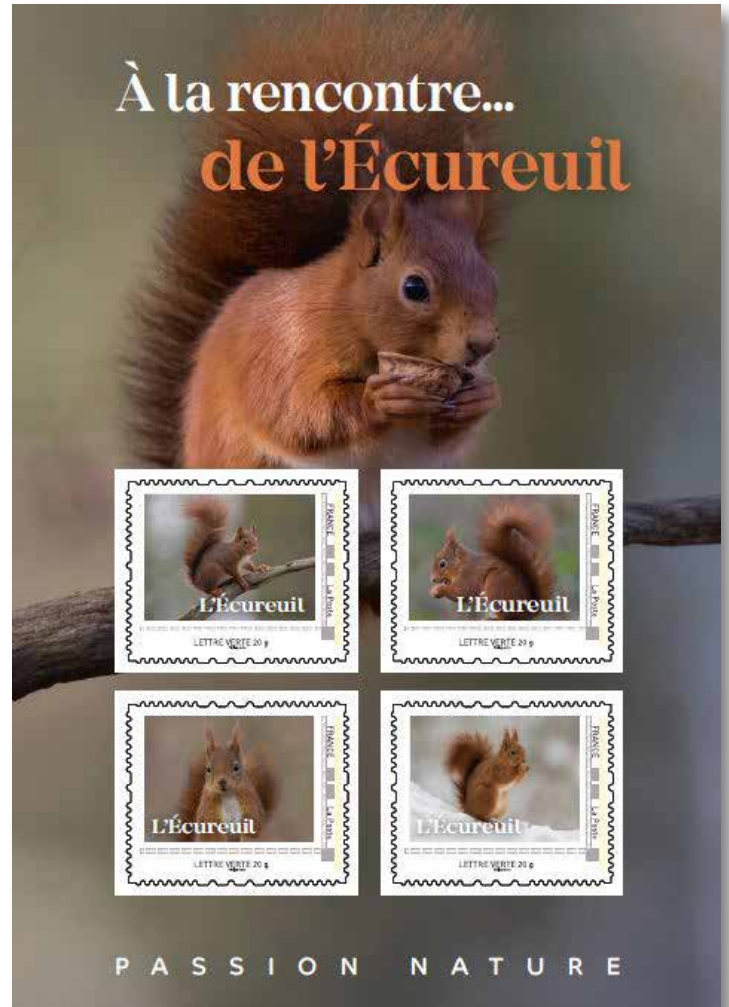 À la rencontre...
de l'Écureuil
L'Écureuil
FRANCE
La Poste
LETTRE VERTE 20 g
L'Écureuil
FRANCE
La Poste
LETTRE VERTE 20 g
L'Écureuil
FRANCE
La Poste
LETTRE VERTE 20 g
L'Écureuil
FRANCE
La Poste
LETTRE VERTE 20 g
PASSION NATURE